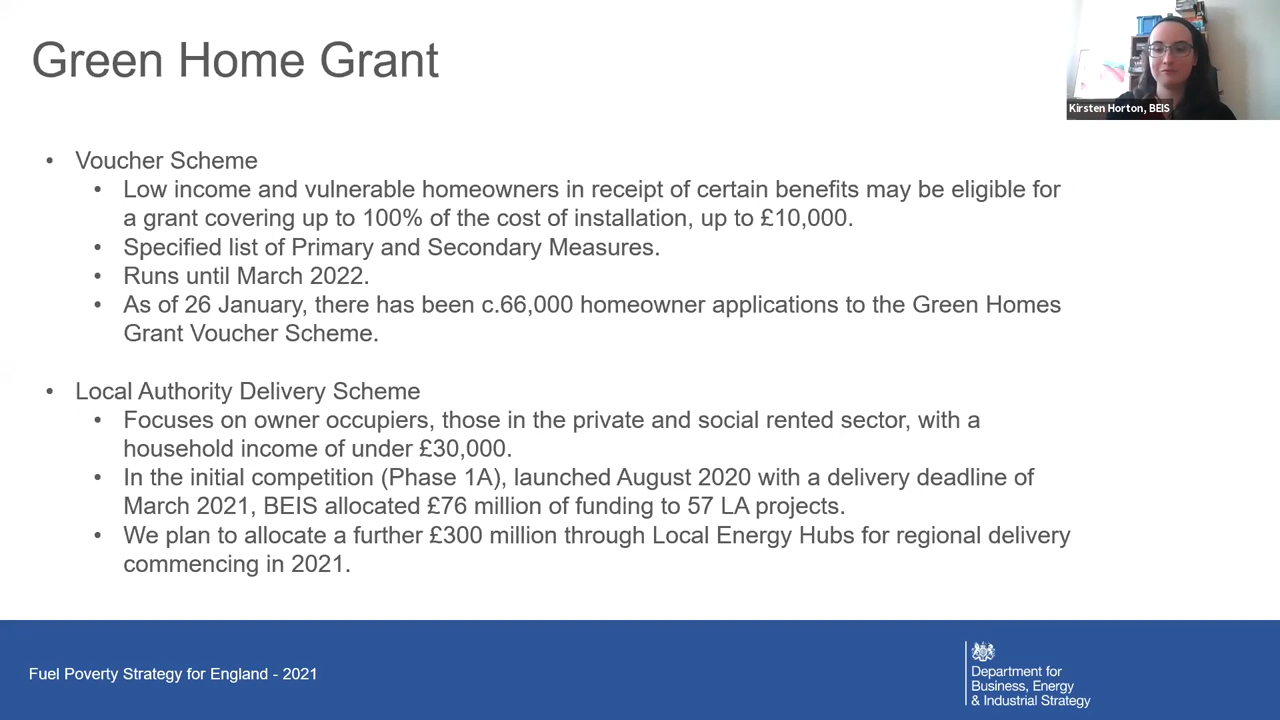 Green Home Grant
Kirsten Horton, BEIS
• Voucher Scheme
• Low income and vulnerable homeowners in receipt of certain benefits may be eligible for
a grant covering up to 100% of the cost of installation, up to £10,000.
• Specified list of Primary and Secondary Measures.
• Runs until March 2022.
• As of 26 January, there has been c.66,000 homeowner applications to the Green Homes
Grant Voucher Scheme.
• Local Authority Delivery Scheme
• Focuses on owner occupiers, those in the private and social rented sector, with a
household income of under £30,000.
• In the initial competition (Phase 1A), launched August 2020 with a delivery deadline of
March 2021, BEIS allocated £76 million of funding to 57 LA projects.
• We plan to allocate a further £300 million through Local Energy Hubs for regional delivery
commencing in 2021.
Fuel Poverty Strategy for England - 2021
Department for
Business, Energy
& Industrial Strategy